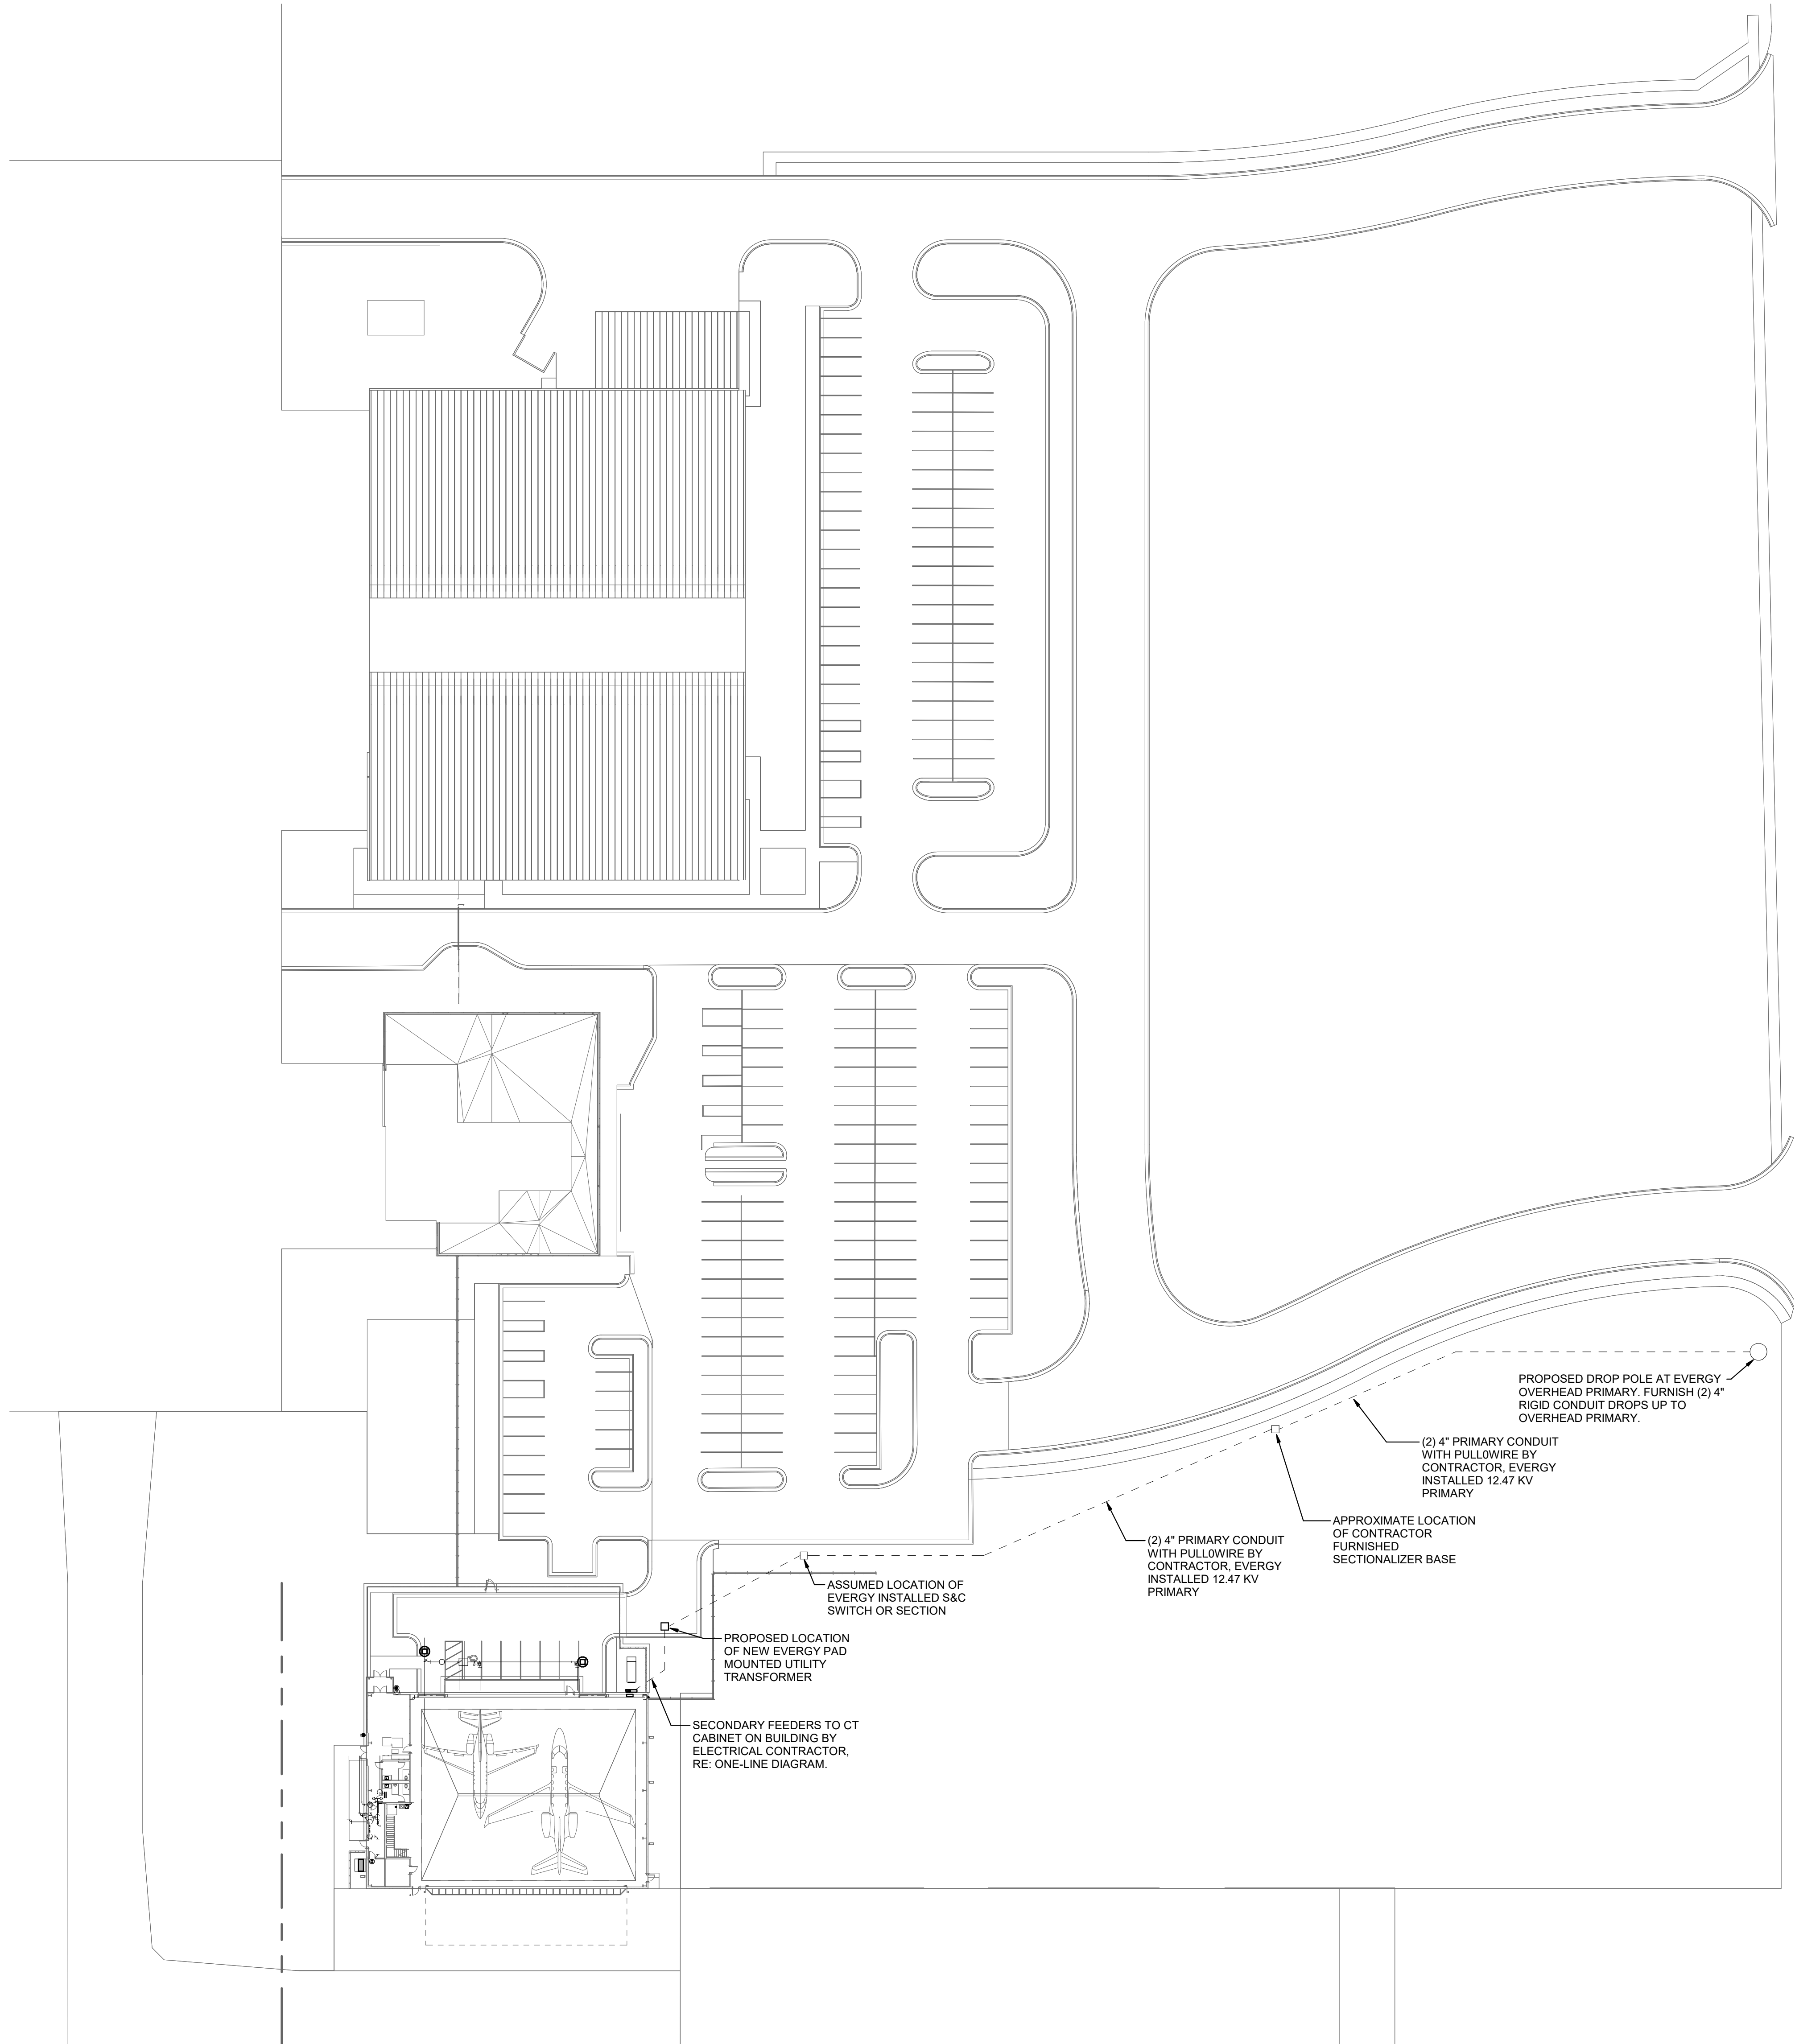 PROPOSED DROP POLE AT EVERGY
OVERHEAD PRIMARY. FURNISH (2) 4"
RIGID CONDUIT DROPS UP TO
OVERHEAD PRIMARY.
(2) 4" PRIMARY CONDUIT
WITH PULL0WIRE BY
CONTRACTOR, EVERGY
INSTALLED 12.47 KV
PRIMARY
APPROXIMATE LOCATION
OF CONTRACTOR
FURNISHED
SECTIONALIZER BASE
(2) 4" PRIMARY CONDUIT
WITH PULL0WIRE BY
CONTRACTOR, EVERGY
INSTALLED 12.47 KV
PRIMARY
ASSUMED LOCATION OF
EVERGY INSTALLED S&C
SWITCH OR SECTION
PROPOSED LOCATION
OF NEW EVERGY PAD
MOUNTED UTILITY
TRANSFORMER
SECONDARY FEEDERS TO CT
CABINET ON BUILDING BY
ELECTRICAL CONTRACTOR,
RE: ONE-LINE DIAGRAM.